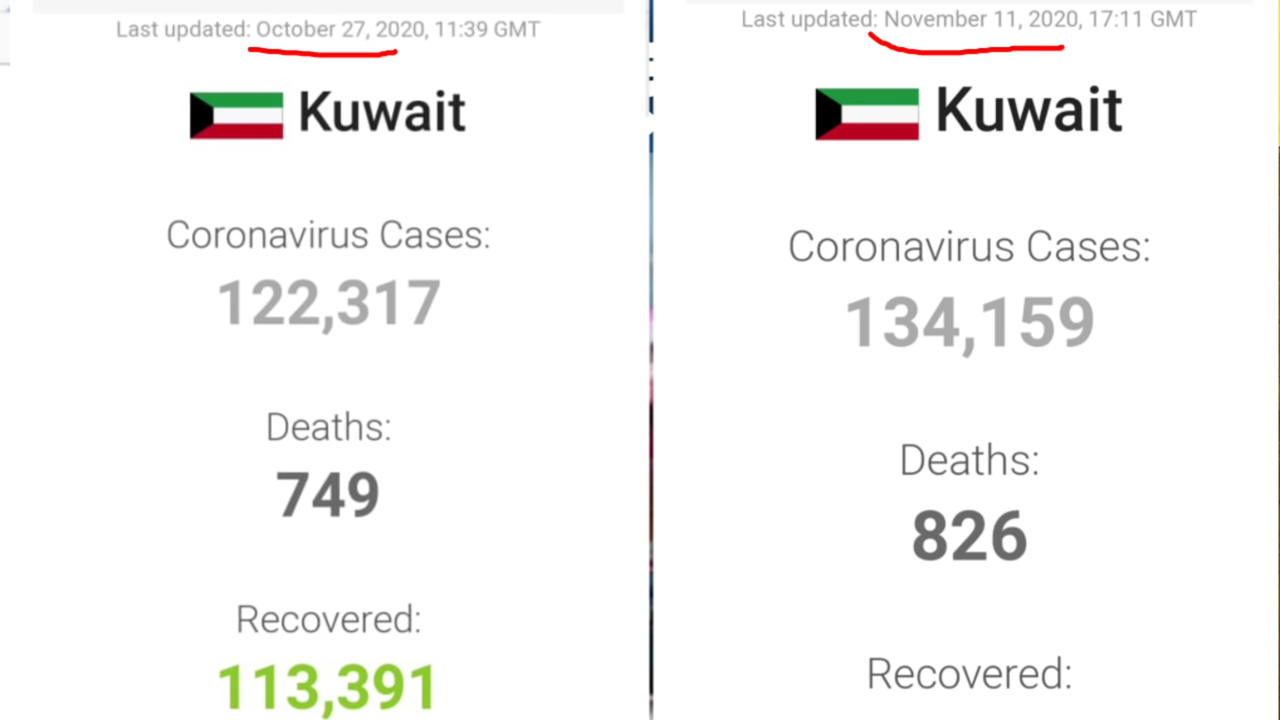 Last updated: October 27, 2020, 11:39 GMT
Kuwait
Coronavirus Cases:
122,317
Deaths:
749
Recovered:
113,391
Last updated: November 11, 2020, 17:11 GMT
Kuwait
Coronavirus Cases:
134,159
Deaths:
826
Recovered: